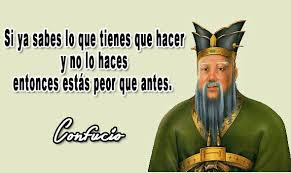 Si ya sabes lo que tienes que hacer
y no lo haces
entonces estás peor que antes.
Confucio